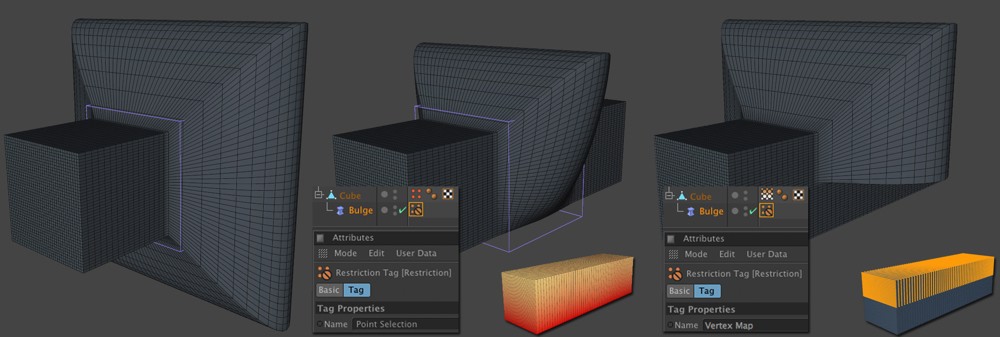 Cube
Bulge
Attributes
Mode Edit User Data
Restriction Tag [Restriction]
Basic Tag
Tag Properties
Name Point Selection
Cube
Bulge
Attributes
Mode Edit User Data
Restriction Tag [Restriction]
Basic Tag
Tag Properties
Name Vertex Map